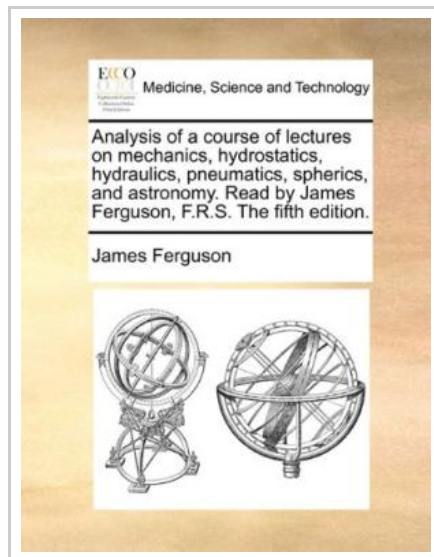 ECCO
Medicine, Science and Technology
Analysis of a course of lectures
on mechanics, hydrostatics,
hydraulics, pneumatics, spherics,
and astronomy. Read by James
Ferguson, F.R.S. The fifth edition.
James Ferguson